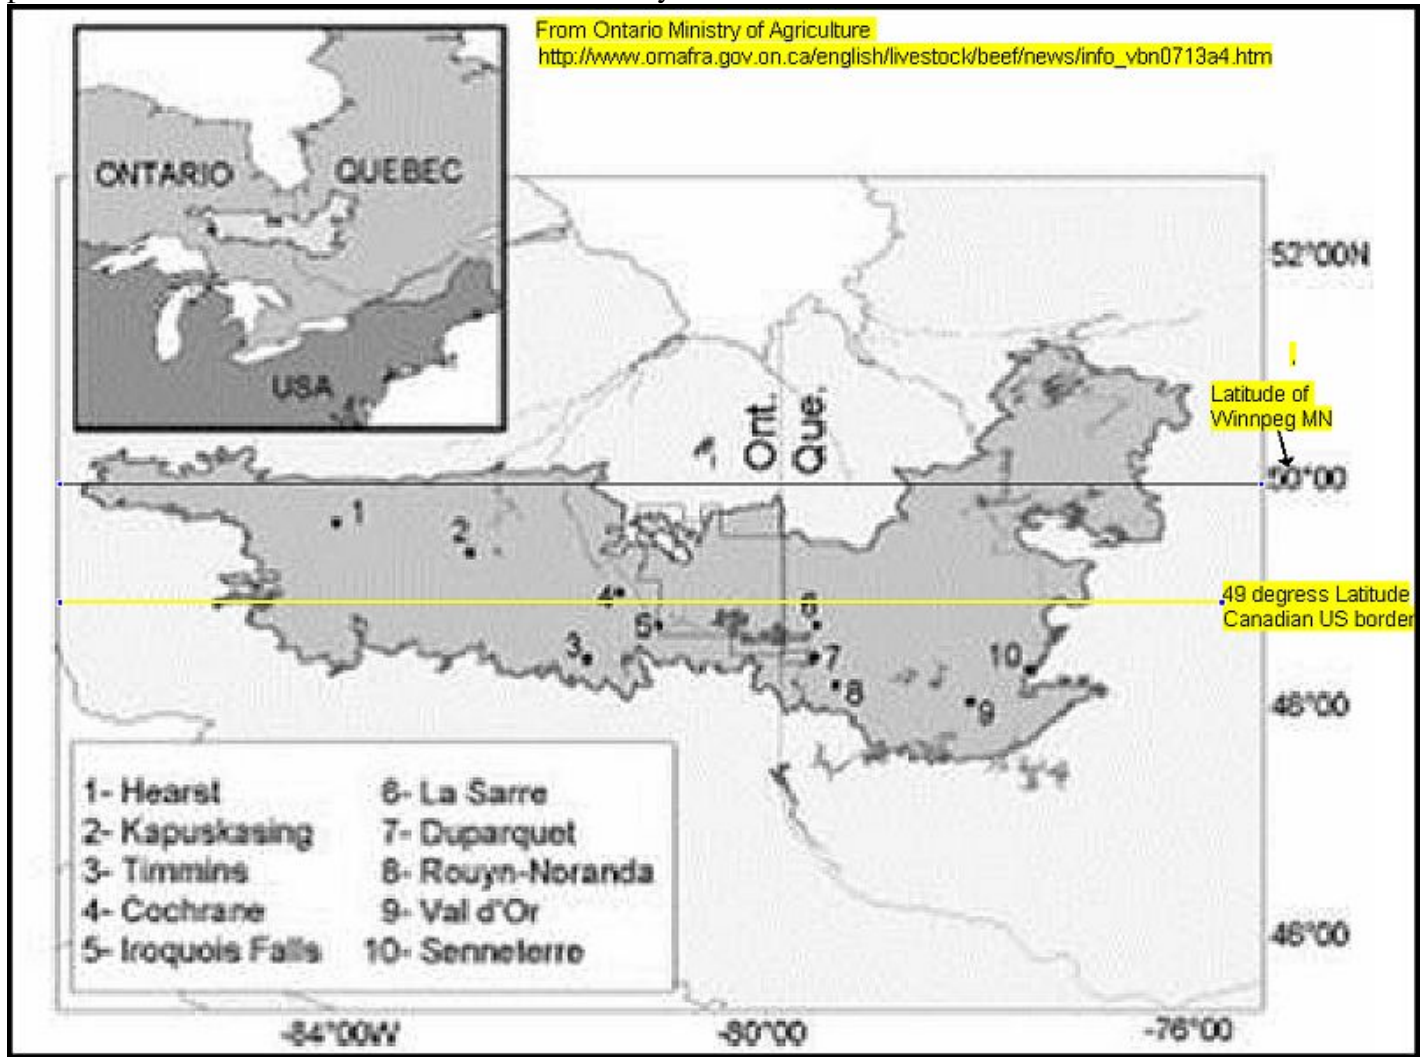 From Ontario Ministry of Agriculture
http://www.omafra.gov.on.ca/english/livestock/beef/news/info_vbn0713a4.htm
ONTARIO
QUEBEC
USA
52°00N
Ont.
Que.
Latitude of
Winnpeg MN
50°00
1
2
3
4
5
6
7
8
9
10
49 degress Latitude
Canadian US border
48°00
1- Hearst
2- Kapuskasing
3- Timmins
4- Cochrane
5- Iroquois Falls
6- La Sarre
7- Duparquet
8- Rouyn-Noranda
9- Val d'Or
10- Senneterre
46°00
-84°00W
-80°00
-76°00